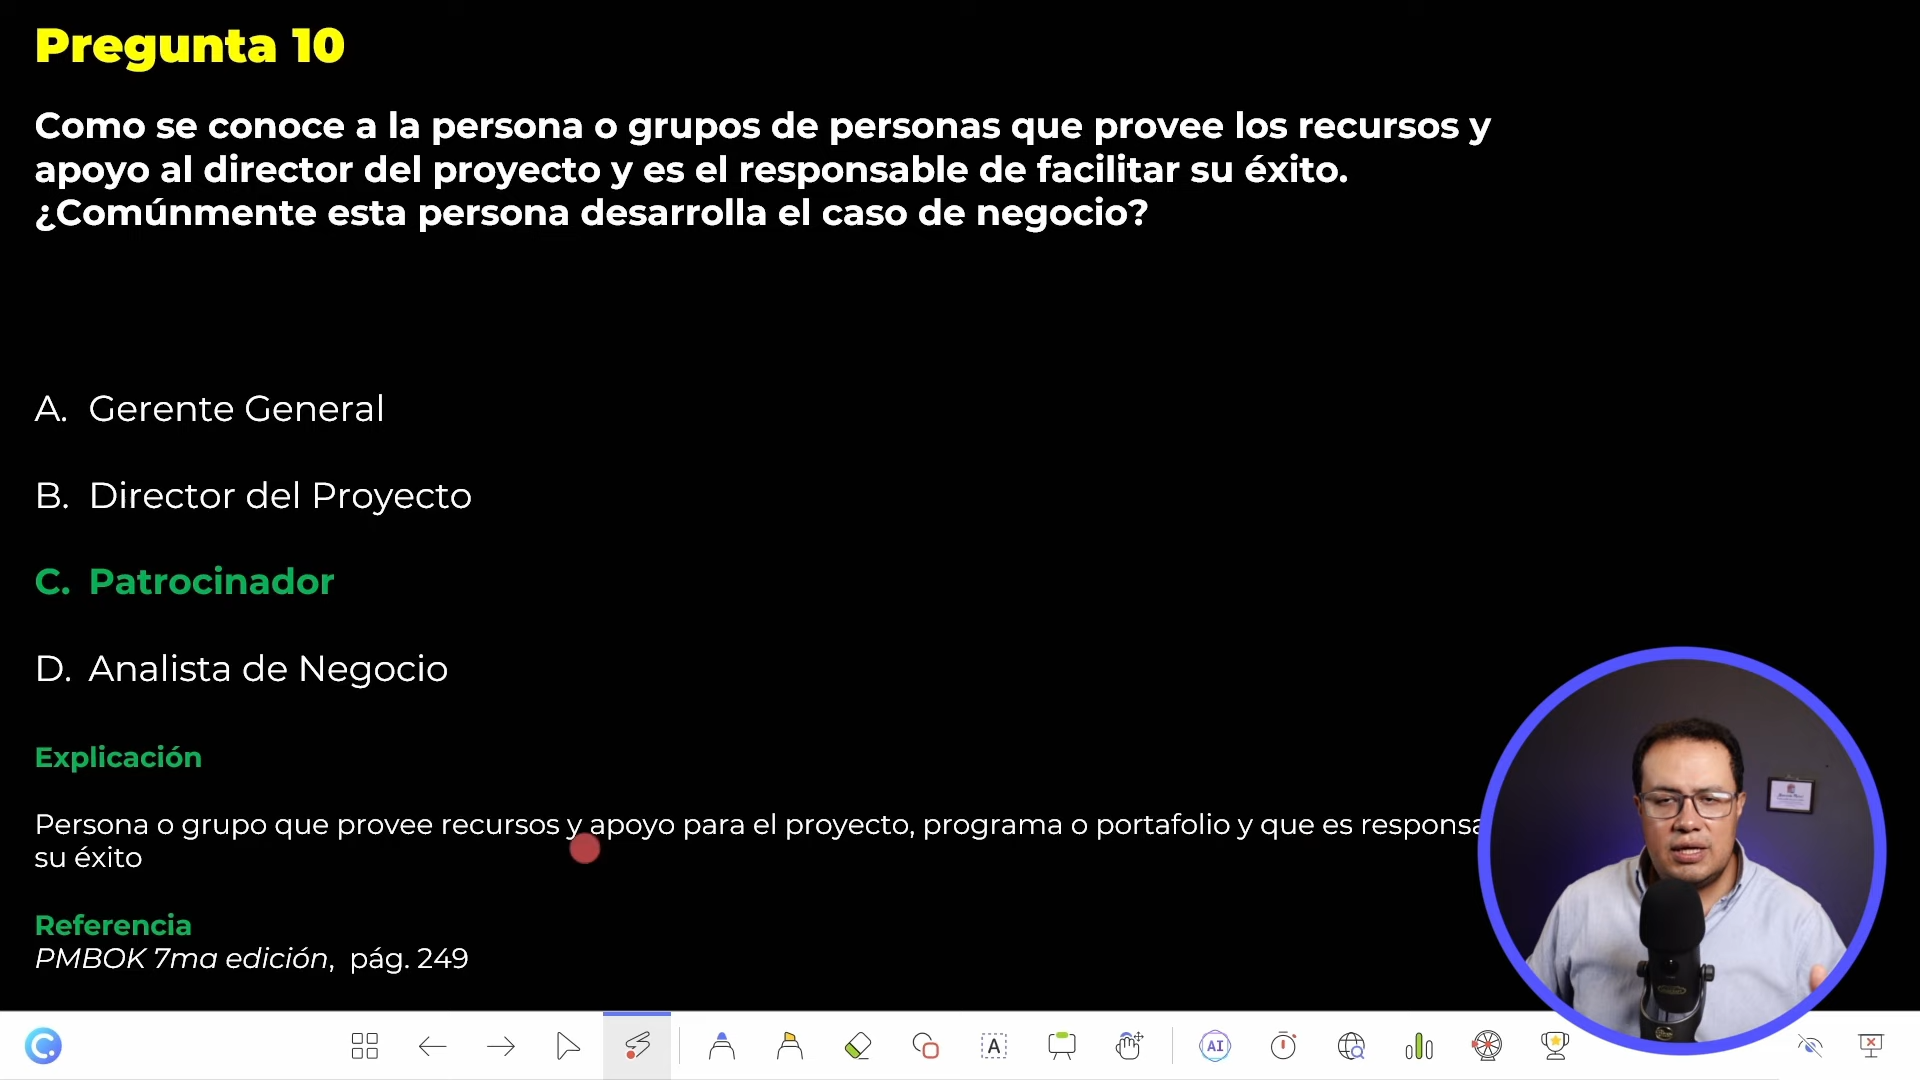 Pregunta 10
Como se conoce a la persona o grupos de personas que provee los recursos y
apoyo al director del proyecto y es el responsable de facilitar su éxito.
¿Comúnmente esta persona desarrolla el caso de negocio?
A. Gerente General
B. Director del Proyecto
C. Patrocinador
D. Analista de Negocio
Explicación
Persona o grupo que provee recursos y apoyo para el proyecto, programa o portafolio y que es
su éxito
Referencia
PMBOK 7ma edición, pág. 249
A
AI